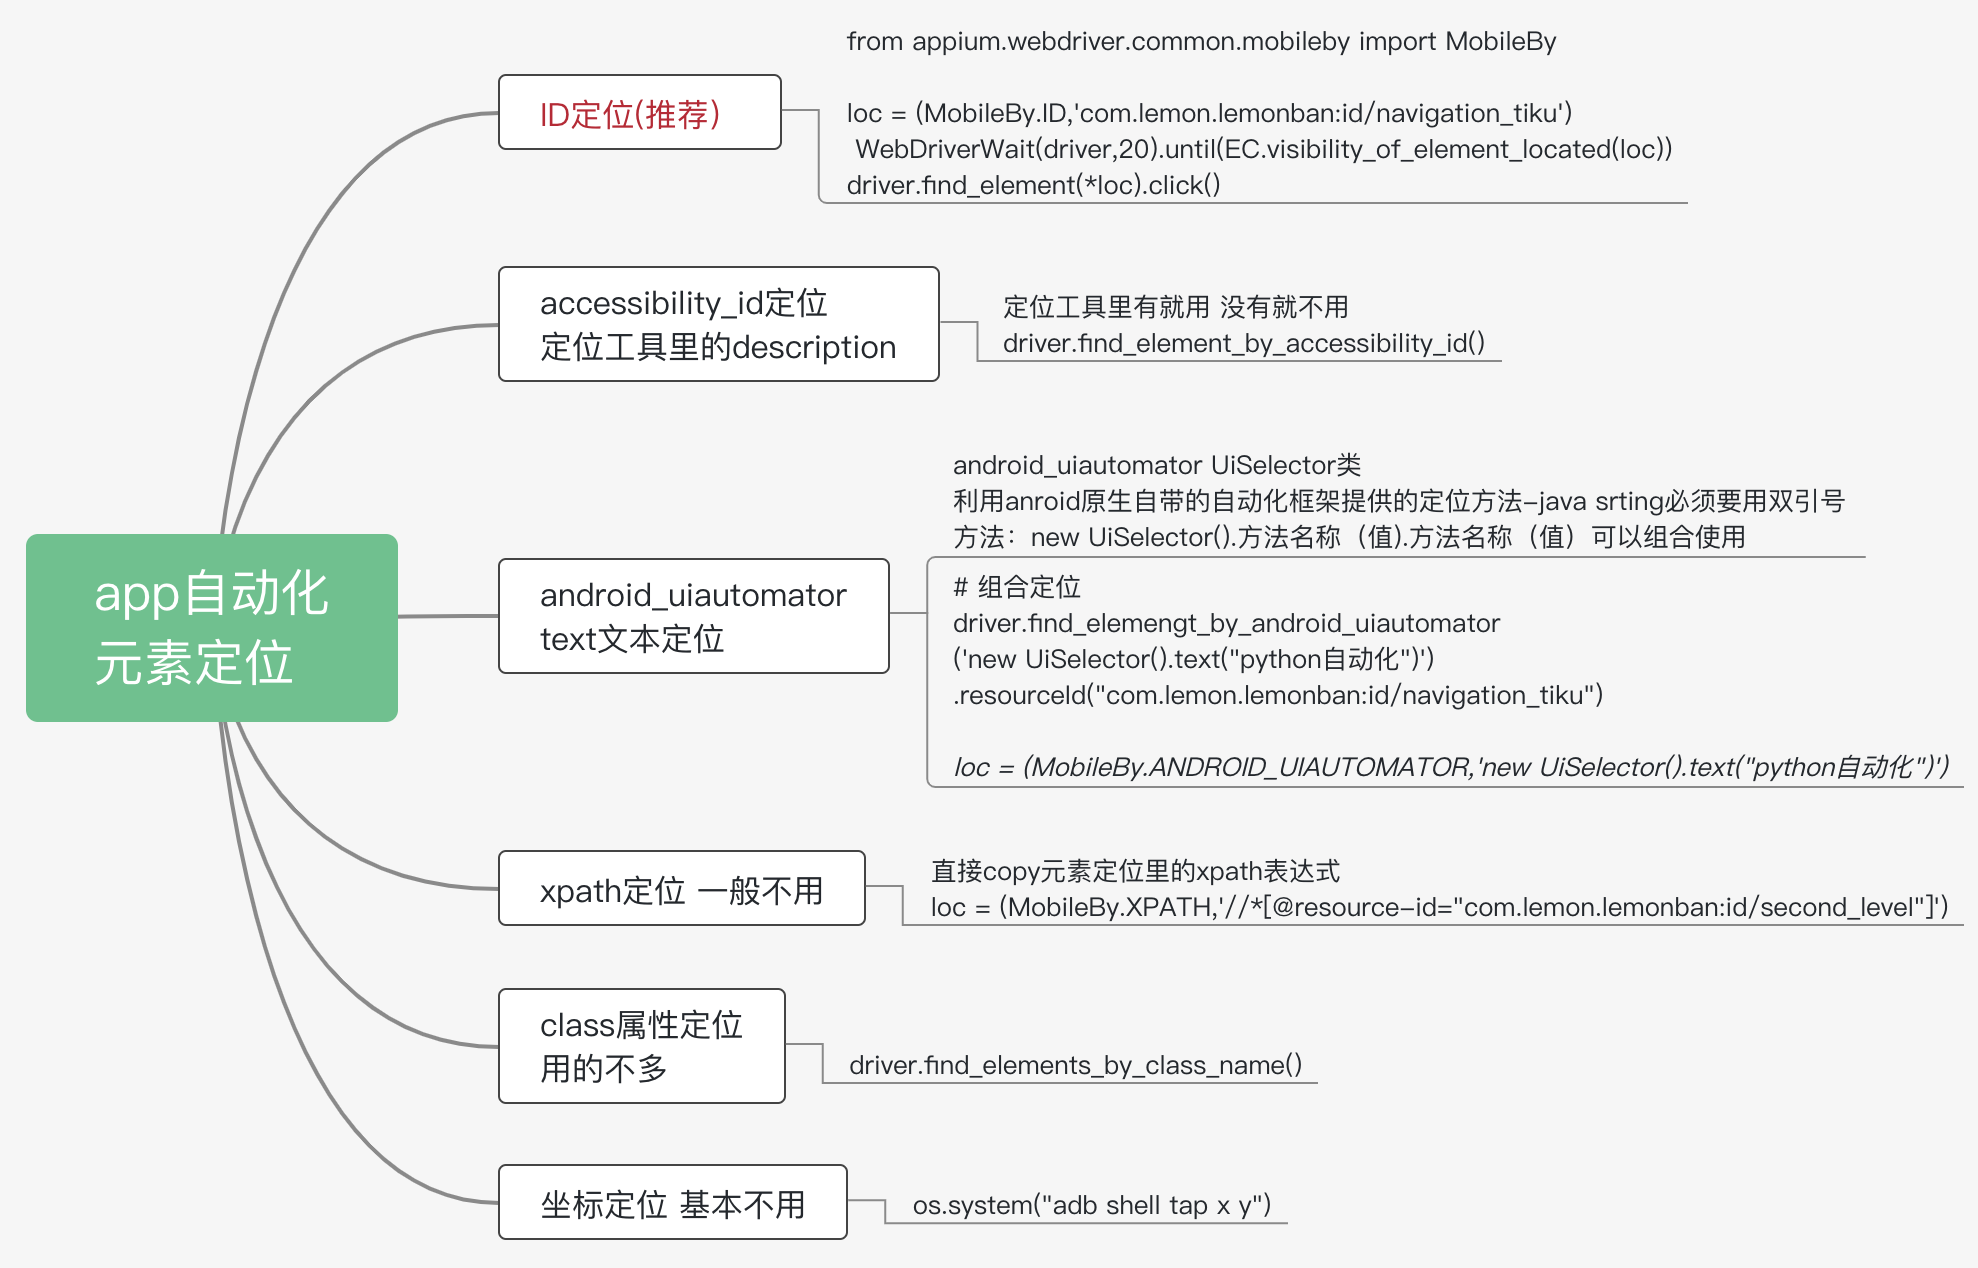 app自动化
元素定位
ID定位(推荐)
from appium.webdriver.common.mobileby import MobileBy
loc = (MobileBy.ID,'com.lemon.lemonban:id/navigation_tiku')
WebDriverWait(driver,20).until(EC.visibility_of_element_located(loc))
driver.find_element(*loc).click()
accessibility_id定位
定位工具里的description
定位工具里有就用 没有就不用
driver.find_element_by_accessibility_id()
android_uiautomator
text文本定位
android_uiautomator UiSelector类
利用anroid原生自带的自动化框架提供的定位方法-java srting必须要用双引号
方法：new UiSelector().方法名称（值).方法名称（值）可以组合使用
# 组合定位
driver.find_elemengt_by_android_uiautomator
('new UiSelector().text("python自动化")')
.resourceId("com.lemon.lemonban:id/navigation_tiku")
loc = (MobileBy.ANDROID_UIAUTOMATOR,'new UiSelector().text("python自动化")')
xpath定位 一般不用
直接copy元素定位里的xpath表达式
loc = (MobileBy.XPATH,'//*[@resource-id="com.lemon.lemonban:id/second_level"]')
class属性定位
用的不多
driver.find_elements_by_class_name()
坐标定位 基本不用
os.system("adb shell tap x y")